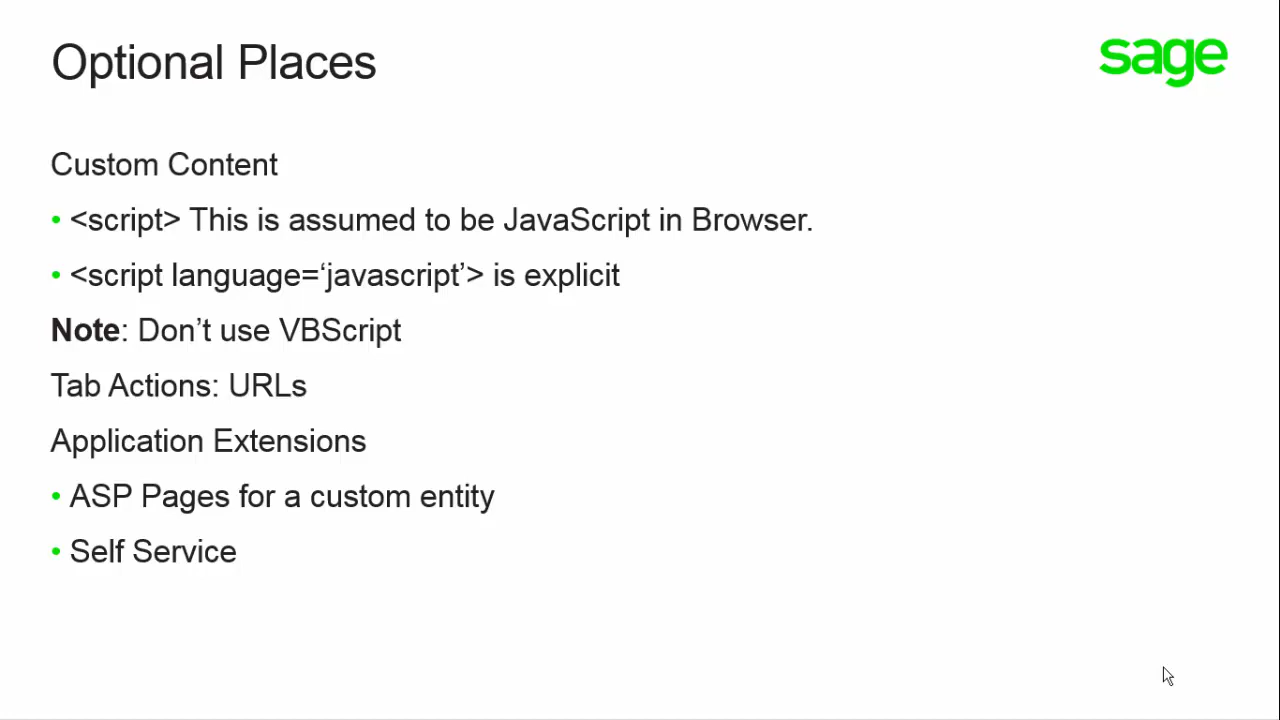 Optional Places
sage
Custom Content
• <script> This is assumed to be JavaScript in Browser.
• <script language=‘javascript’> is explicit
Note: Don’t use VBScript
Tab Actions: URLs
Application Extensions
• ASP Pages for a custom entity
• Self Service